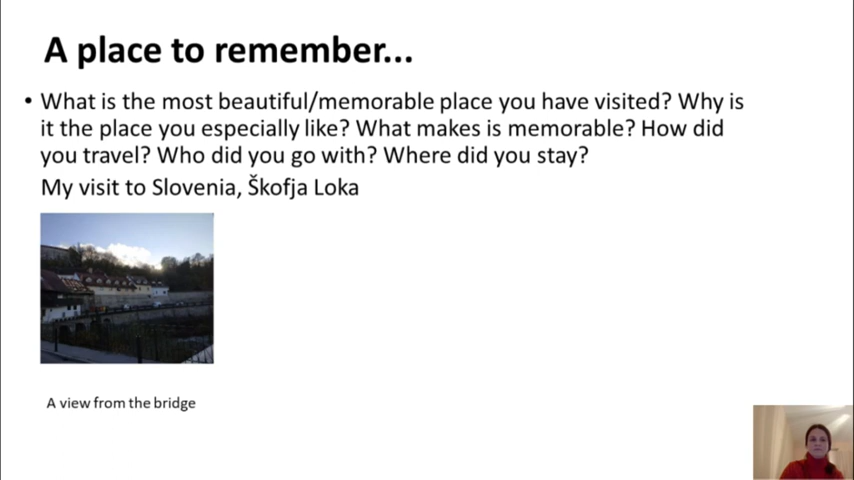 A place to remember...
• What is the most beautiful/memorable place you have visited? Why is
it the place you especially like? What makes is memorable? How did
you travel? Who did you go with? Where did you stay?
My visit to Slovenia, Škofja Loka
A view from the bridge